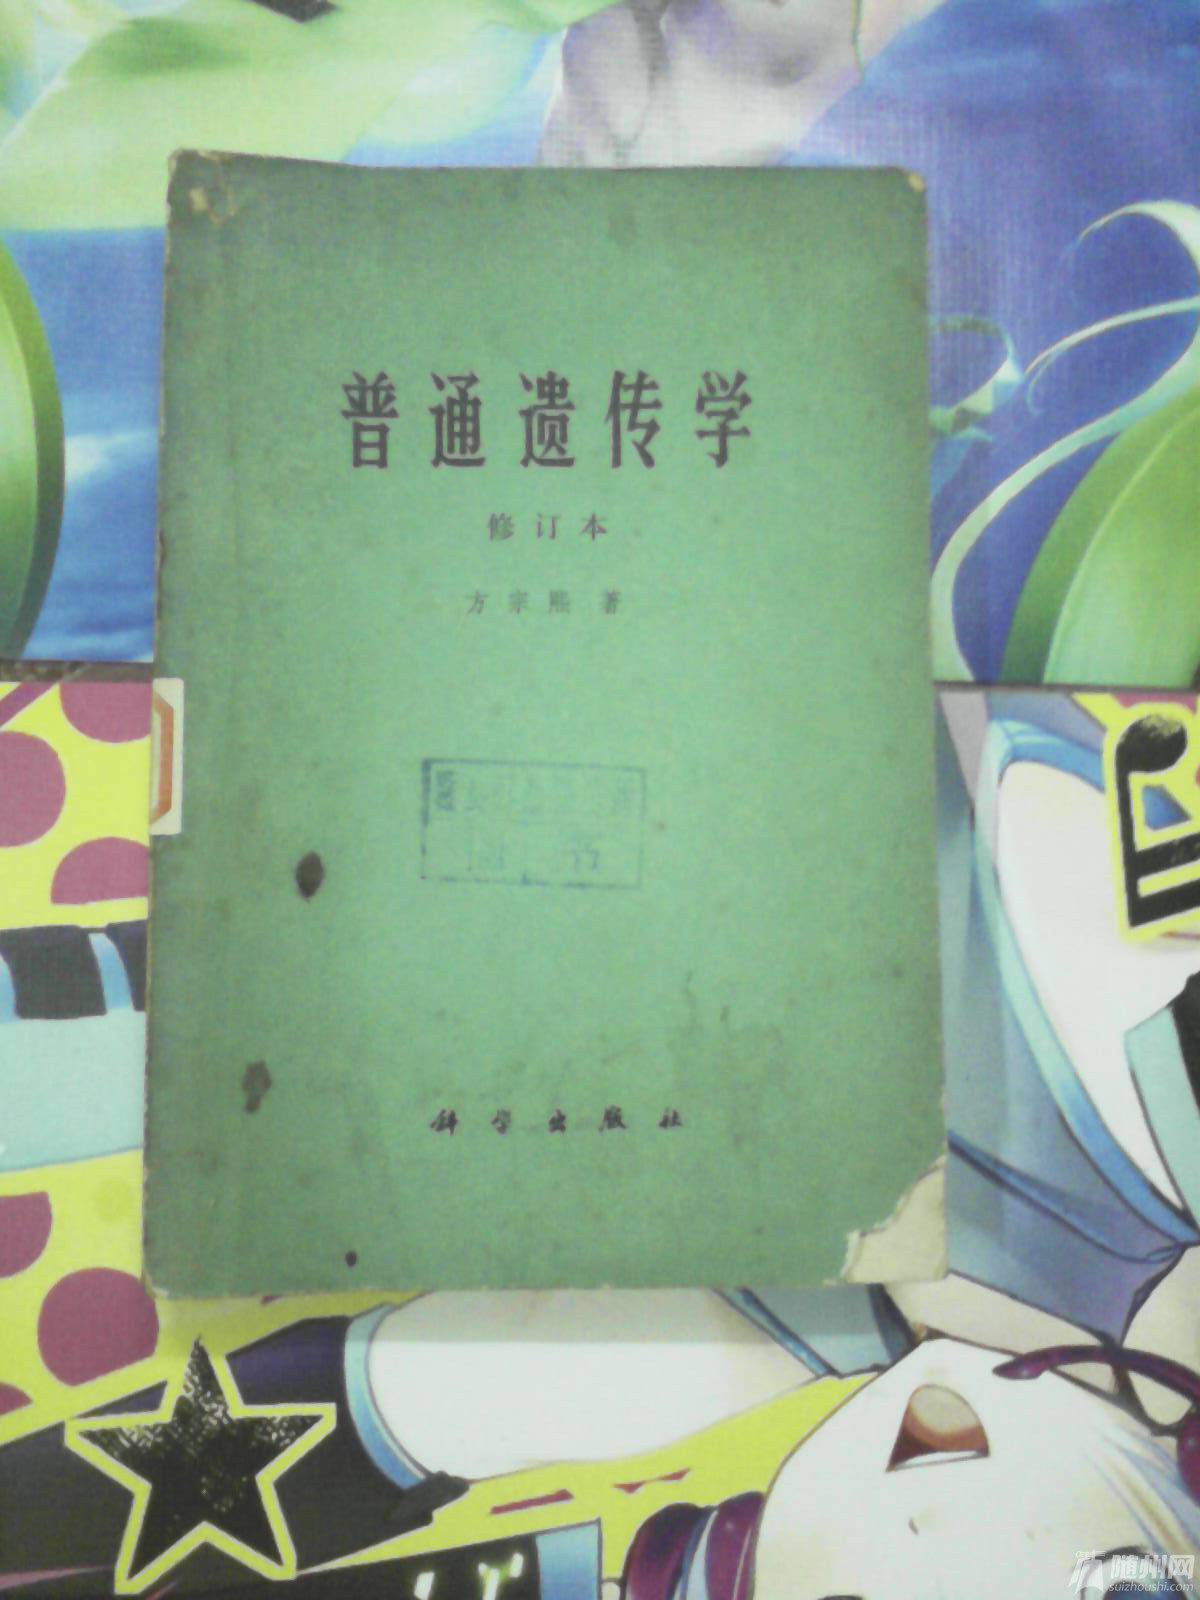 普通遗传学
修订本
方宗熙 著
科学出版社
随州网
suizhoushi.com